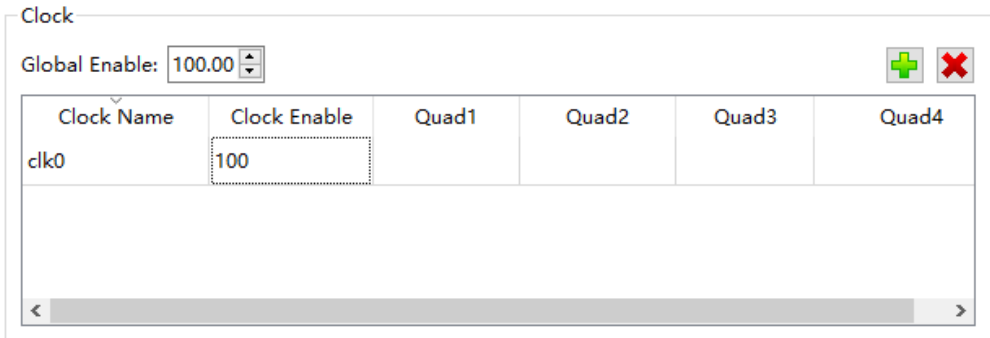 Clock
Global Enable: 100.00
Clock Name Clock Enable Quad1 Quad2 Quad3 Quad4
clk0 100